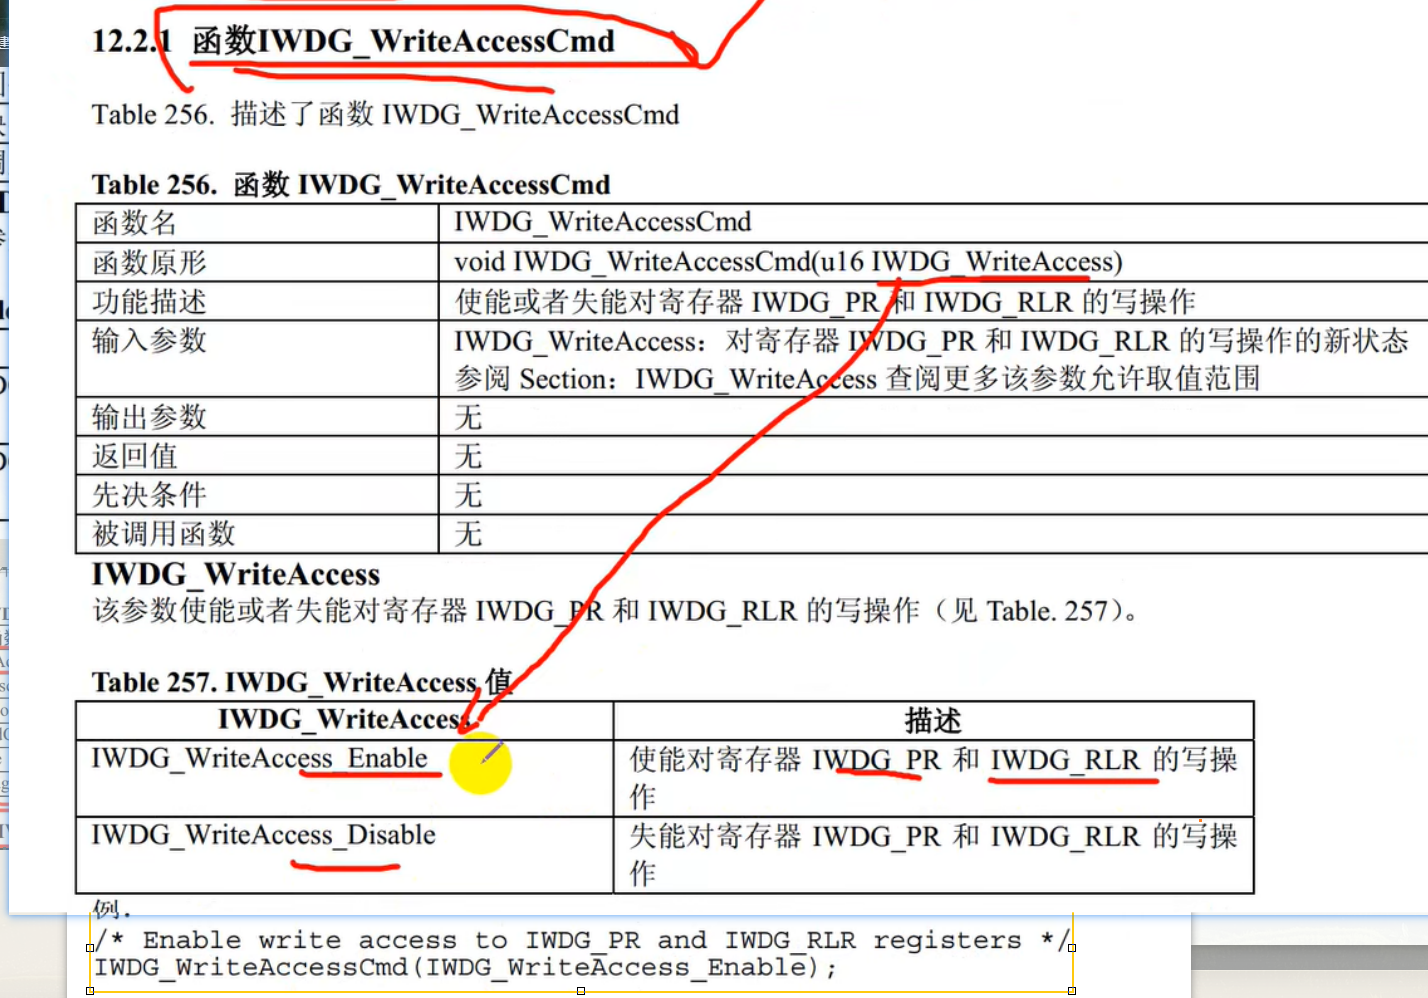 12.2.1 函数IWDG_WriteAccessCmd
Table 256. 描述了函数 IWDG_WriteAccessCmd
Table 256. 函数 IWDG_WriteAccessCmd
函数名 IWDG_WriteAccessCmd
函数原形 void IWDG_WriteAccessCmd(u16 IWDG_WriteAccess)
功能描述 使能或者失能对寄存器 IWDG_PR 和 IWDG_RLR 的写操作
输入参数 IWDG_WriteAccess：对寄存器 IWDG_PR 和 IWDG_RLR 的写操作的新状态
参阅 Section：IWDG_WriteAccess 查阅更多该参数允许取值范围
输出参数 无
返回值 无
先决条件 无
被调用函数 无
IWDG_WriteAccess
该参数使能或者失能对寄存器 IWDG_PR 和 IWDG_RLR 的写操作（见 Table. 257）。
Table 257. IWDG_WriteAccess 值
IWDG_WriteAccess 描述
IWDG_WriteAccess_Enable 使能对寄存器 IWDG_PR 和 IWDG_RLR 的写操
作
IWDG_WriteAccess_Disable 失能对寄存器 IWDG_PR 和 IWDG_RLR 的写操
作
例.
/* Enable write access to IWDG_PR and IWDG_RLR registers */
IWDG_WriteAccessCmd(IWDG_WriteAccess_Enable);